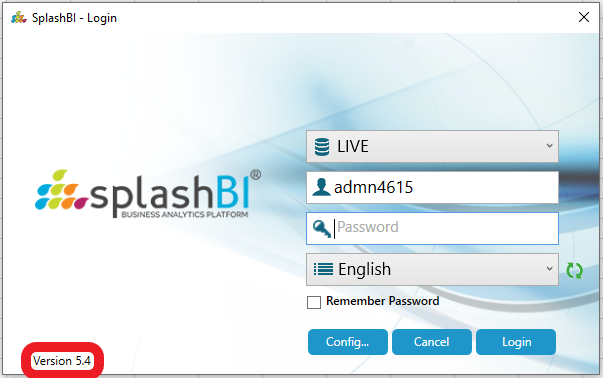 SplashBI - Login
LIVE
admn4615
splashBI®
BUSINESS ANALYTICS PLATFORM
Password
English
Remember Password
Config... Cancel Login
Version 5.4